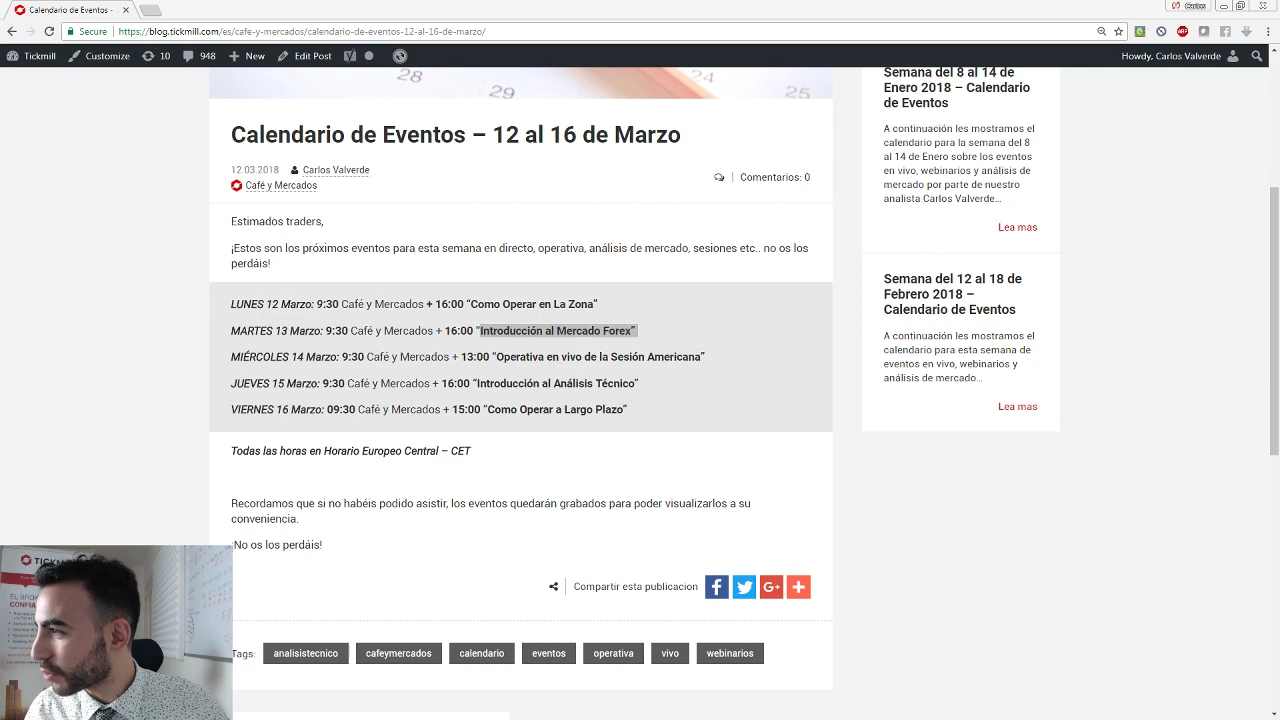 Calendario de Eventos -
Carlos
Secure
https://blog.tickmill.com/es/cafe-y-mercados/calendario-de-eventos-12-al-16-de-marzo/
Tickmill Customize 10 948 New Edit Post
Howdy, Carlos Valverde
28 29 24 25
Calendario de Eventos – 12 al 16 de Marzo
12.03.2018 Carlos Valverde
Café y Mercados
Comentarios: 0
Estimados traders,
¡Estos son los próximos eventos para esta semana en directo, operativa, análisis de mercado, sesiones etc.. no os los
perdáis!
LUNES 12 Marzo: 9:30 Café y Mercados + 16:00 “Como Operar en La Zona”
MARTES 13 Marzo: 9:30 Café y Mercados + 16:00 “Introducción al Mercado Forex”
MIÉRCOLES 14 Marzo: 9:30 Café y Mercados + 13:00 “Operativa en vivo de la Sesión Americana”
JUEVES 15 Marzo: 9:30 Café y Mercados + 16:00 “Introducción al Análisis Técnico”
VIERNES 16 Marzo: 09:30 Café y Mercados + 15:00 “Como Operar a Largo Plazo”
Todas las horas en Horario Europeo Central – CET
Recordamos que si no habéis podido asistir, los eventos quedarán grabados para poder visualizarlos a su
conveniencia.
¡No os los perdáis!
Compartir esta publicacion
Tags: analisistecnico cafeymercados calendario eventos operativa vivo webinarios
Semana del 8 al 14 de
Enero 2018 – Calendario
de Eventos
A continuación les mostramos el
calendario para la semana del 8
al 14 de Enero sobre los eventos
en vivo, webinarios y análisis de
mercado por parte de nuestro
analista Carlos Valverde…
Lea mas
Semana del 12 al 18 de
Febrero 2018 –
Calendario de Eventos
A continuación les mostramos el
calendario para esta semana de
eventos en vivo, webinarios y
análisis de mercado…
Lea mas
TICKMILL